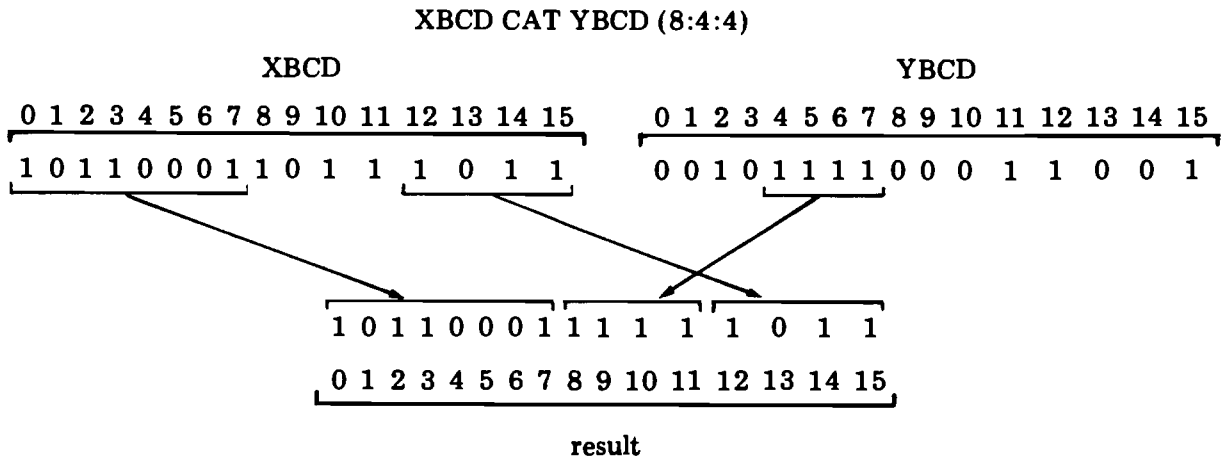 XBCD CAT YBCD (8:4:4)
XBCD YBCD
0 1 2 3 4 5 6 7 8 9 10 11 12 13 14 15 0 1 2 3 4 5 6 7 8 9 10 11 12 13 14 15
1 0 1 1 0 0 0 1 1 0 1 1 1 0 1 1 0 0 1 0 1 1 1 1 0 0 0 1 1 0 0 1
1 0 1 1 0 0 0 1 1 1 1 1 1 0 1 1
0 1 2 3 4 5 6 7 8 9 10 11 12 13 14 15
result